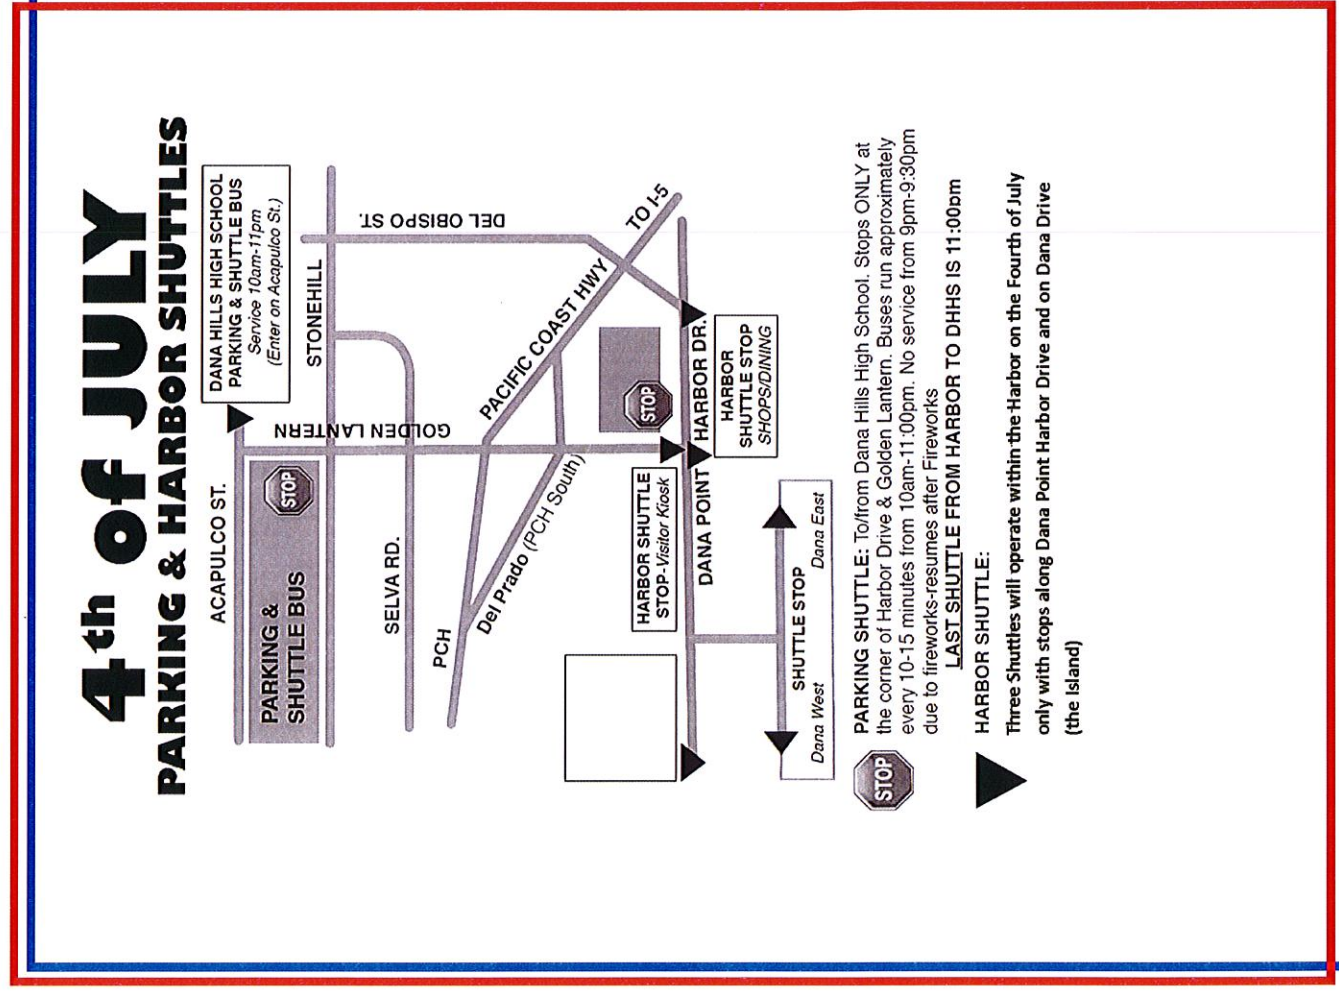 4th of JULY
PARKING & HARBOR SHUTTLES
DANA HILLS HIGH SCHOOL
PARKING & SHUTTLE BUS
Service 10am-11pm
(Enter on Acapulco St.)
ACAPULCO ST.
PARKING &
SHUTTLE BUS
STOP
STONEHILL
GOLDEN LANTERN
DEL OBISPO ST.
SELVA RD.
PCH
PACIFIC COAST HWY
TO I-5
Del Prado (PCH South)
STOP
HARBOR SHUTTLE
STOP-Visitor Kiosk
DANA POINT HARBOR DR.
HARBOR
SHUTTLE STOP
SHOPS/DINING
SHUTTLE STOP
Dana West
Dana East
STOP
PARKING SHUTTLE: To/from Dana Hills High School. Stops ONLY at
the corner of Harbor Drive & Golden Lantern. Buses run approximately
every 10-15 minutes from 10am-11:00pm. No service from 9pm-9:30pm
due to fireworks-resumes after Fireworks
LAST SHUTTLE FROM HARBOR TO DHHS IS 11:00pm
HARBOR SHUTTLE:
Three Shuttles will operate within the Harbor on the Fourth of July
only with stops along Dana Point Harbor Drive and on Dana Drive
(the Island)